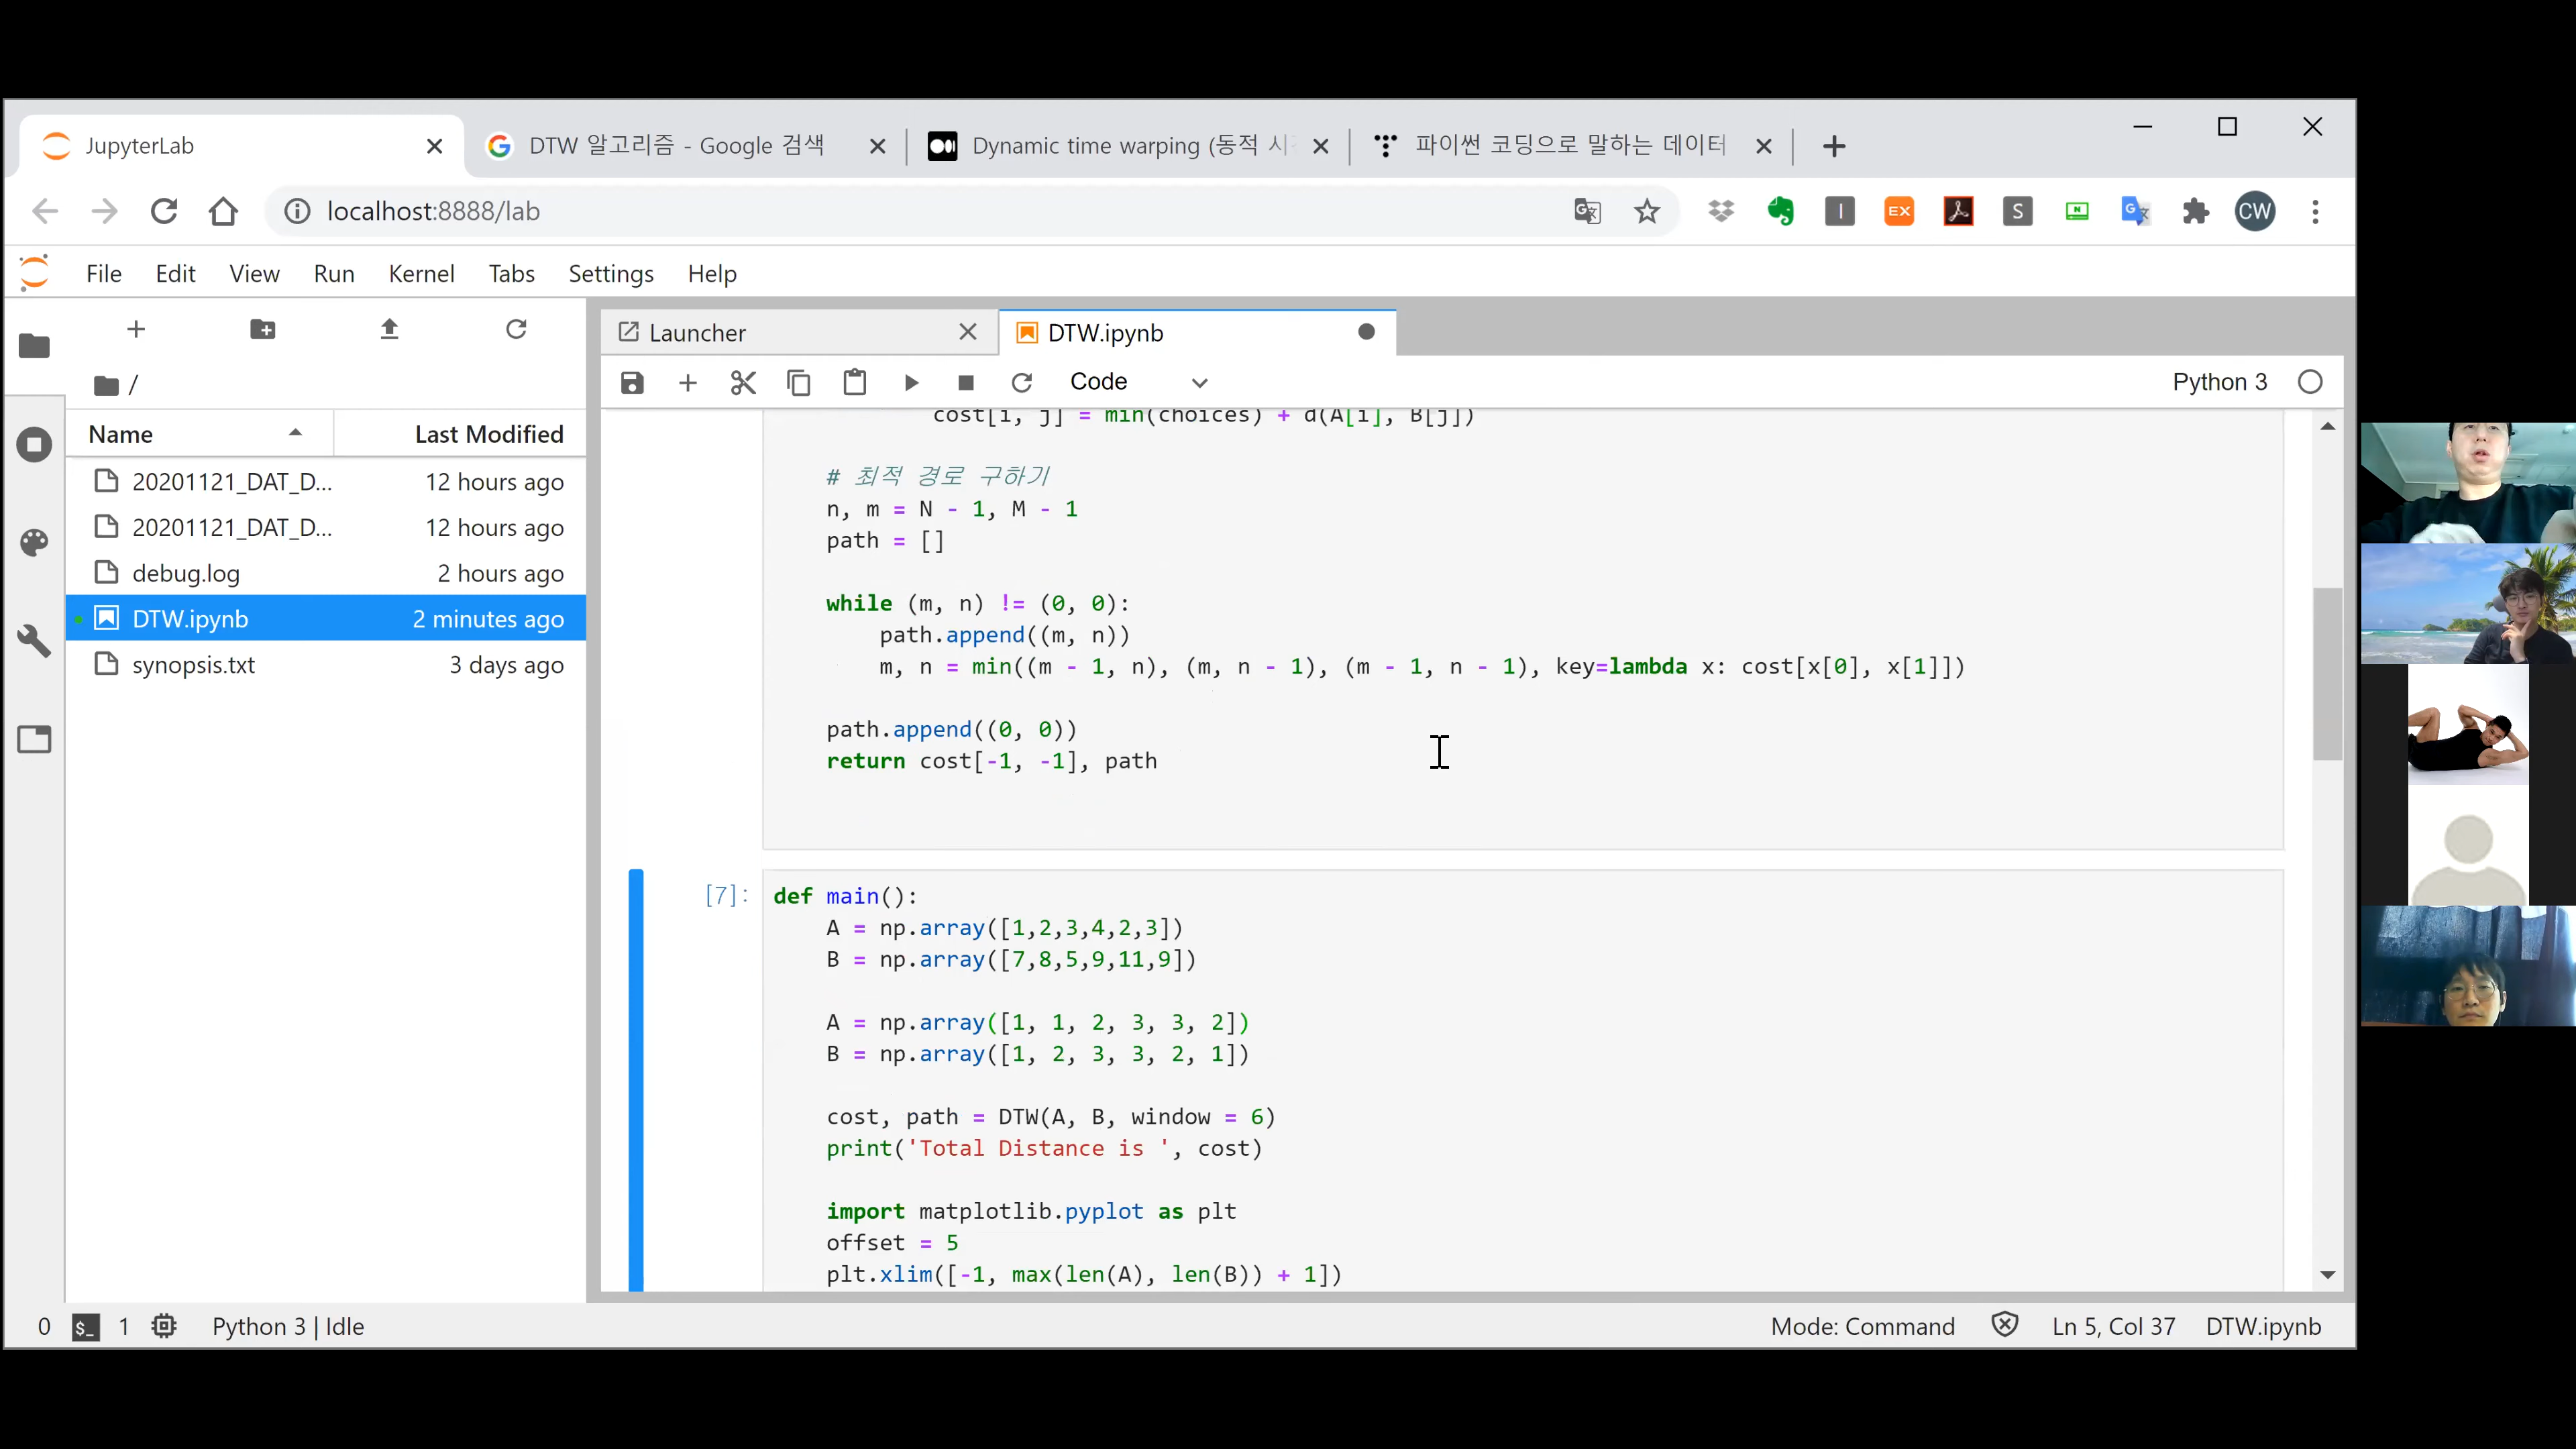 JupyterLab
DTW 알고리즘 - Google 검색
Dynamic time warping (동적 시
파이썬 코딩으로 말하는 데이터
localhost:8888/lab
CW
File Edit View Run Kernel Tabs Settings Help
Launcher
DTW.ipynb
/
Code
Python 3
Name Last Modified
20201121_DAT_D... 12 hours ago
20201121_DAT_D... 12 hours ago
debug.log 2 hours ago
DTW.ipynb 2 minutes ago
synopsis.txt 3 days ago
cost[i, j] = min(choices) + d(A[i], B[j])
# 최적 경로 구하기
n, m = N - 1, M - 1
path = []
while (m, n) != (0, 0):
path.append((m, n))
m, n = min((m - 1, n), (m, n - 1), (m - 1, n - 1), key=lambda x: cost[x[0], x[1]])
path.append((0, 0))
return cost[-1, -1], path
[7]:
def main():
A = np.array([1,2,3,4,2,3])
B = np.array([7,8,5,9,11,9])
A = np.array([1, 1, 2, 3, 3, 2])
B = np.array([1, 2, 3, 3, 2, 1])
cost, path = DTW(A, B, window = 6)
print('Total Distance is ', cost)
import matplotlib.pyplot as plt
offset = 5
plt.xlim([-1, max(len(A), len(B)) + 1])
0 $_ 1 Python 3 | Idle
Mode: Command Ln 5, Col 37 DTW.ipynb